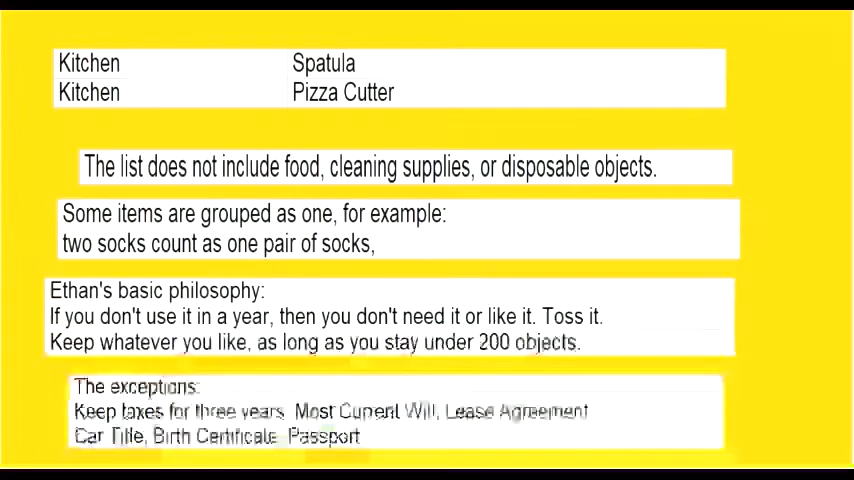 Kitchen Spatula
Kitchen Pizza Cutter
The list does not include food, cleaning supplies, or disposable objects.
Some items are grouped as one, for example:
two socks count as one pair of socks,
Ethan's basic philosophy:
If you don't use it in a year, then you don't need it or like it. Toss it.
Keep whatever you like, as long as you stay under 200 objects.
The exceptions:
Keep taxes for three years Most Current Will, Lease Agreement
Car Title, Birth Certificate Passport